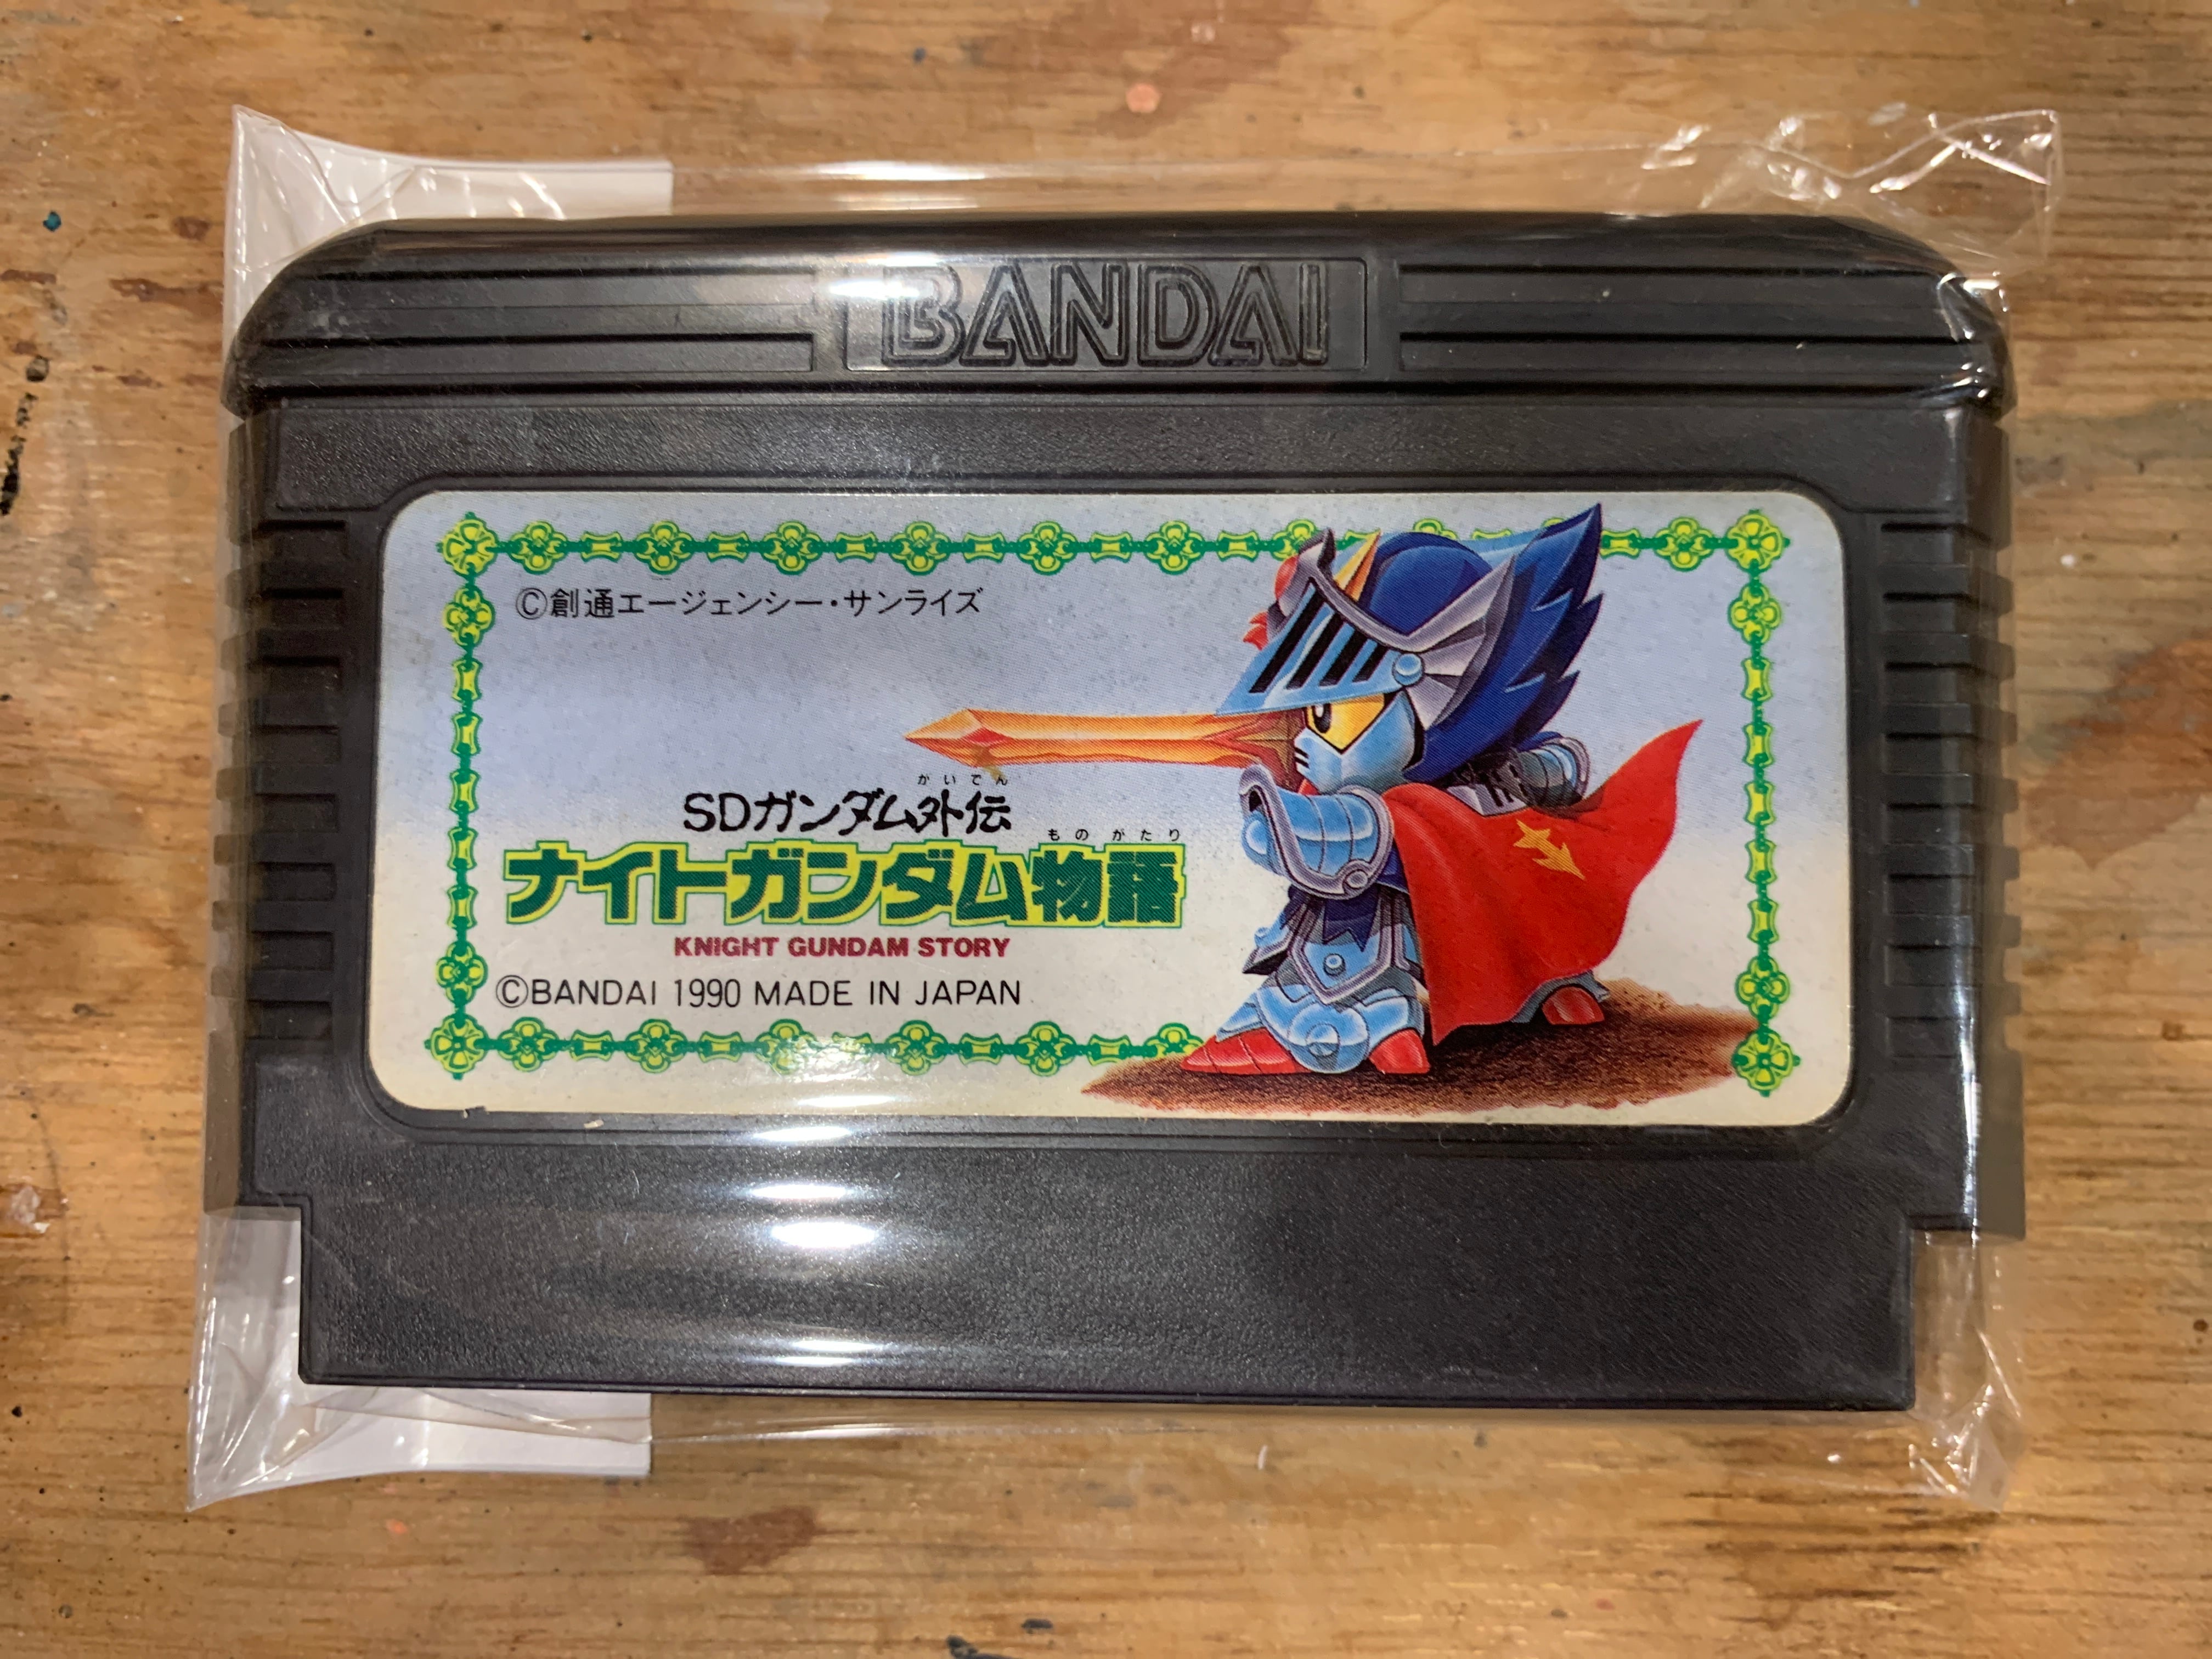 BANDAI
©創通エージェンシー・サンライズ
かいでん
SDガンダム外伝
ものがたり
ナイトガンダム物語
KNIGHT GUNDAM STORY
©BANDAI 1990 MADE IN JAPAN